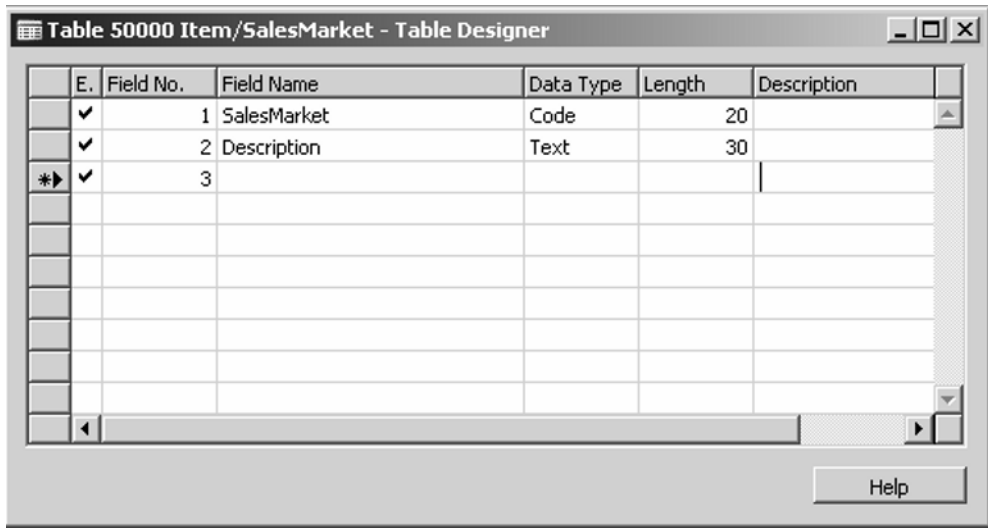 Table 50000 Item/SalesMarket - Table Designer
E. Field No. Field Name Data Type Length Description
1 SalesMarket Code 20
2 Description Text 30
3
Help